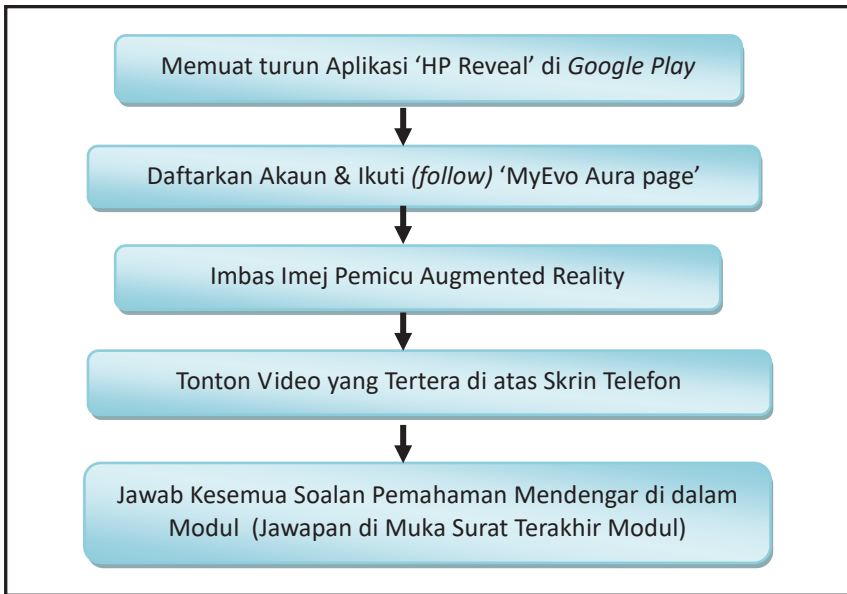 Memuat turun Aplikasi ‘HP Reveal’ di Google Play
Daftarkan Akaun & Ikuti (follow) ‘MyEvo Aura page’
Imbas Imej Pemicu Augmented Reality
Tonton Video yang Tertera di atas Skrin Telefon
Jawab Kesemua Soalan Pemahaman Mendengar di dalam
Modul (Jawapan di Muka Surat Terakhir Modul)